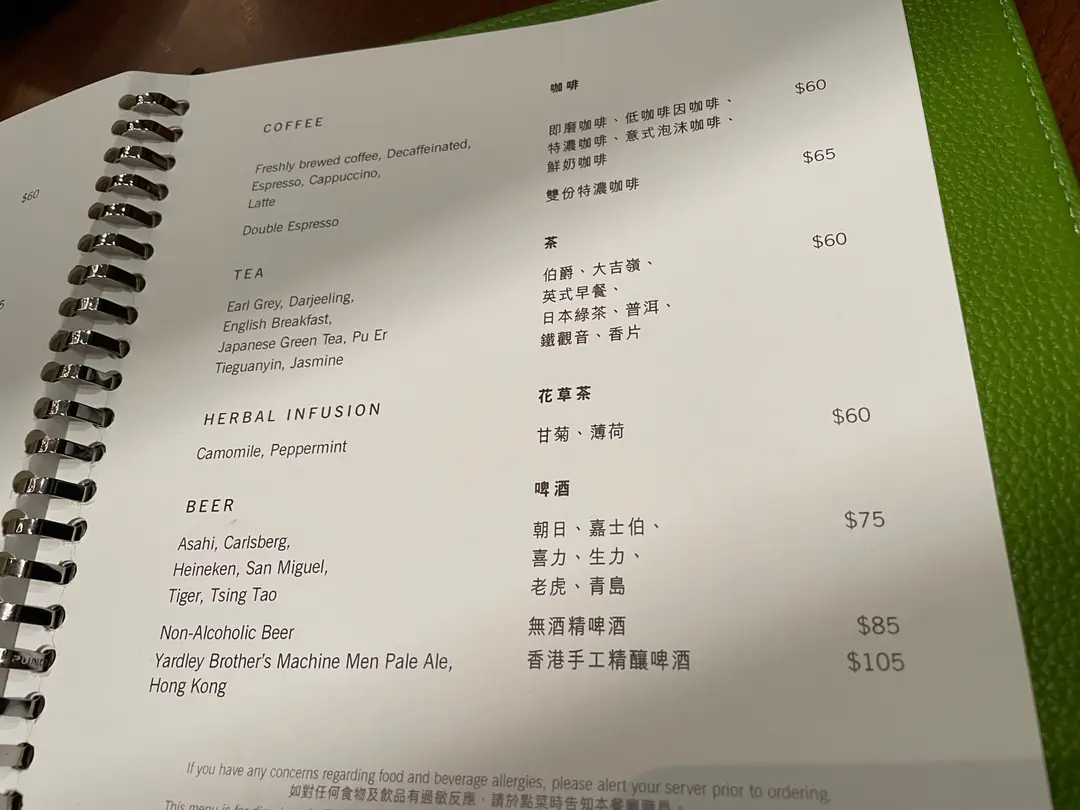 $60
COFFEE
咖啡
$60
Freshly brewed coffee, Decaffeinated,
Espresso, Cappuccino,
Latte
即磨咖啡、低咖啡因咖啡、
特濃咖啡、意式泡沫咖啡、
鮮奶咖啡
Double Espresso
雙份特濃咖啡
$65
TEA
茶
$60
Earl Grey, Darjeeling,
English Breakfast,
Japanese Green Tea, Pu Er
Tieguanyin, Jasmine
伯爵、大吉嶺、
英式早餐、
日本綠茶、普洱、
鐵觀音、香片
HERBAL INFUSION
花草茶
Camomile, Peppermint
甘菊、薄荷
$60
BEER
啤酒
Asahi, Carlsberg,
Heineken, San Miguel,
Tiger, Tsing Tao
朝日、嘉士伯、
喜力、生力、
老虎、青島
$75
Non-Alcoholic Beer
無酒精啤酒
$85
Yardley Brother's Machine Men Pale Ale,
Hong Kong
香港手工精釀啤酒
$105
If you have any concerns regarding food and beverage allergies, please alert your server prior to ordering
如對任何食物及飲品有過敏反應，請於點菜時告知本餐廳職員。
This menu is for